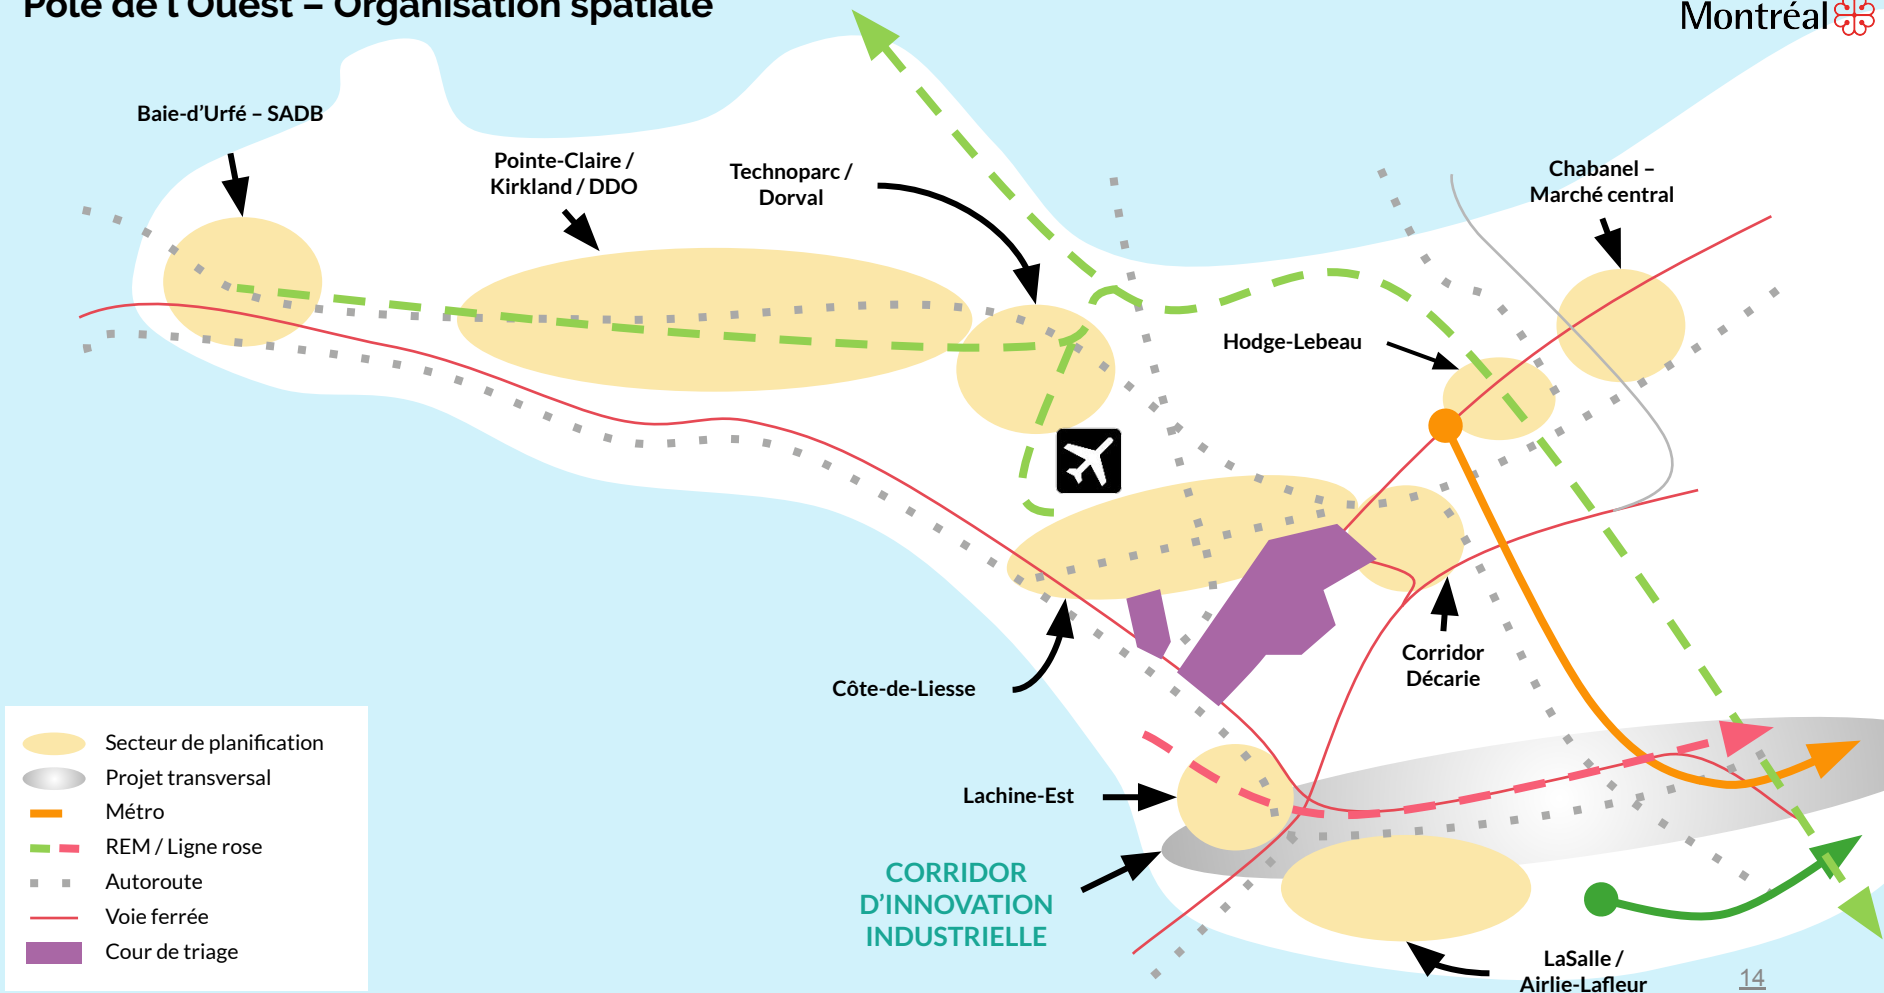 Pôle de l'Ouest – Organisation spatiale
Montréal
Baie-d'Urfé – SADB
Pointe-Claire /
Kirkland / DDO
Technoparc /
Dorval
Chabanel –
Marché central
Hodge-Lebeau
Corridor
Décarie
Côte-de-Liesse
Lachine-Est
CORRIDOR
D'INNOVATION
INDUSTRIELLE
LaSalle /
Airlie-Lafleur
Secteur de planification
Projet transversal
Métro
REM / Ligne rose
Autoroute
Voie ferrée
Cour de triage
14